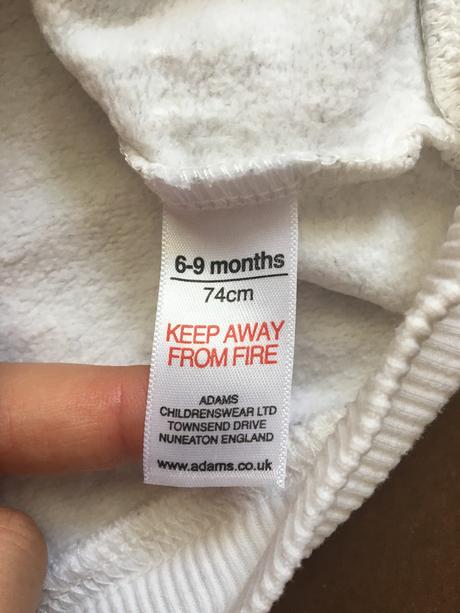 6-9 months
74cm
KEEP AWAY
FROM FIRE
ADAMS
CHILDRENSWEAR LTD
TOWNSEND DRIVE
NUNEATON ENGLAND
www.adams.co.uk